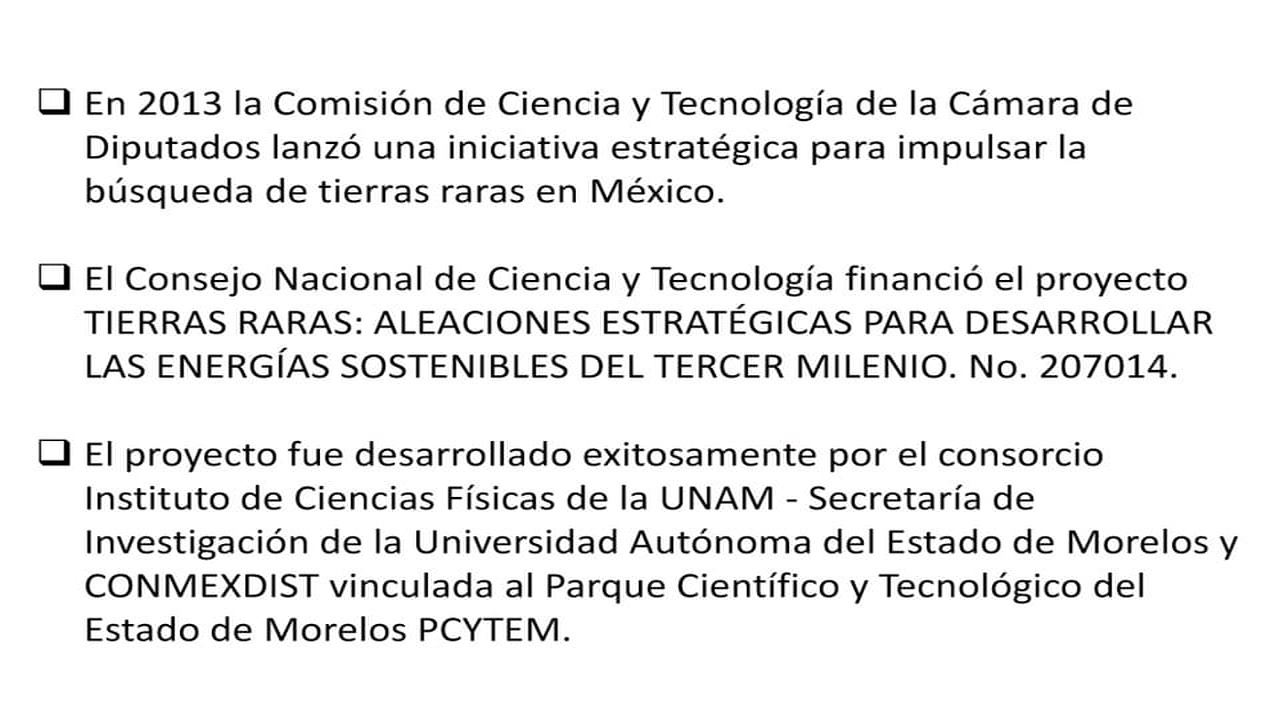 ❑ En 2013 la Comisión de Ciencia y Tecnología de la Cámara de
Diputados lanzó una iniciativa estratégica para impulsar la
búsqueda de tierras raras en México.
❑ El Consejo Nacional de Ciencia y Tecnología financió el proyecto
TIERRAS RARAS: ALEACIONES ESTRATÉGICAS PARA DESARROLLAR
LAS ENERGÍAS SOSTENIBLES DEL TERCER MILENIO. No. 207014.
❑ El proyecto fue desarrollado exitosamente por el consorcio
Instituto de Ciencias Físicas de la UNAM - Secretaría de
Investigación de la Universidad Autónoma del Estado de Morelos y
CONMEXDIST vinculada al Parque Científico y Tecnológico del
Estado de Morelos PCYTEM.